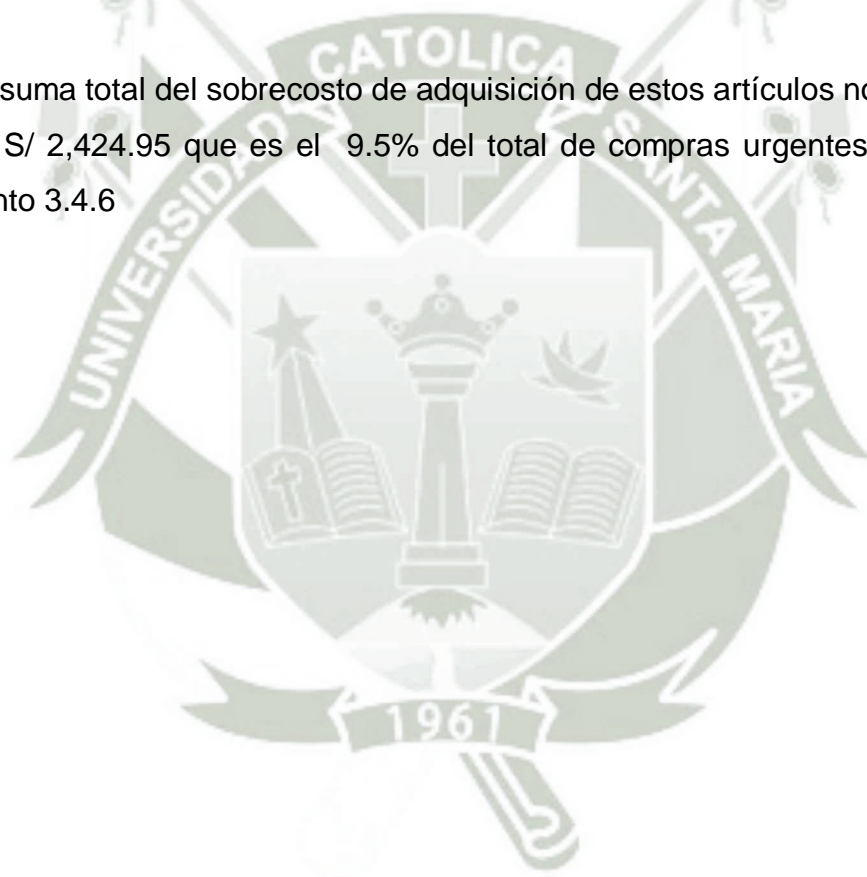 suma total del sobrecosto de adquisición de estos artículos no
S/ 2,424.95 que es el 9.5% del total de compras urgentes
nto 3.4.6
UNIVERSIDAD CATOLICA SANTA MARIA
1961